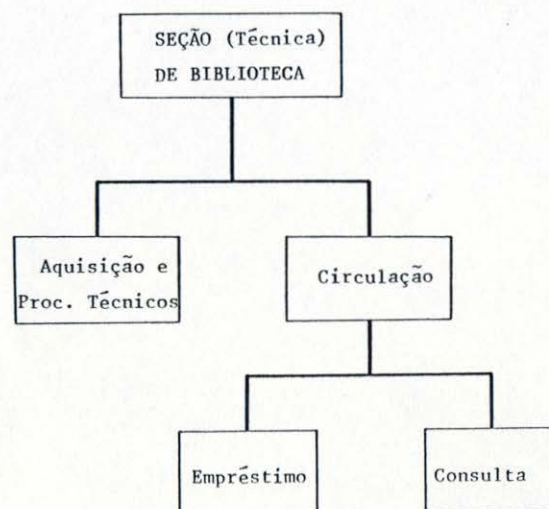 SEÇÃO (Técnica)
DE BIBLIOTECA
Aquisição e
Proc. Técnicos
Circulação
Empréstimo
Consulta